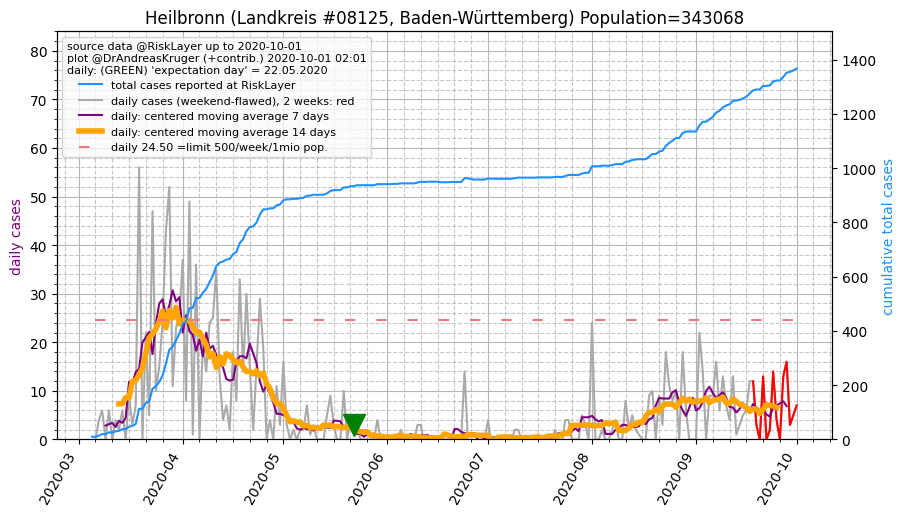 Heilbronn (Landkreis #08125, Baden-Württemberg) Population=343068
source data @RiskLayer up to 2020-10-01
plot @DrAndreasKruger (+contrib.) 2020-10-01 02:01
daily: (GREEN) 'expectation day' = 22.05.2020
total cases reported at RiskLayer
daily cases (weekend-flawed), 2 weeks: red
daily: centered moving average 7 days
daily: centered moving average 14 days
daily 24.50 =limit 500/week/1mio pop.
daily cases
80
70
60
50
40
30
20
10
0
cumulative total cases
1400
1200
1000
800
600
400
200
0
2020-03
2020-04
2020-05
2020-06
2020-07
2020-08
2020-09
2020-10